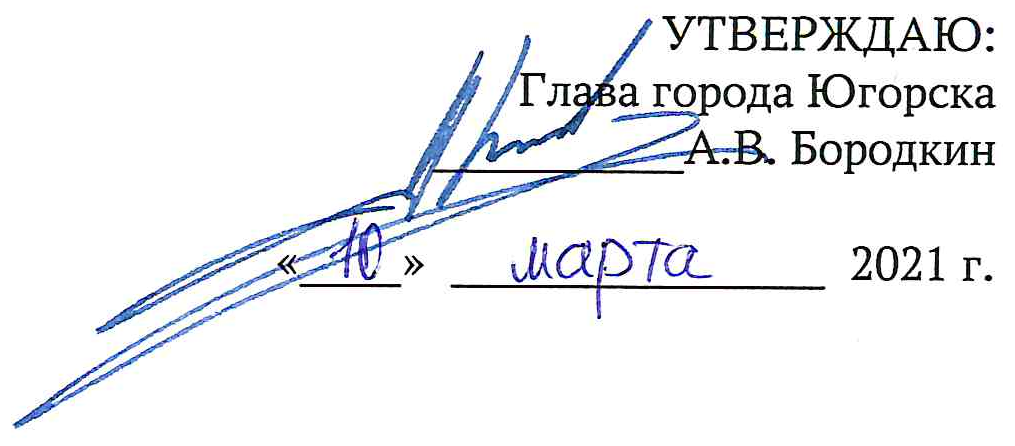 УТВЕРЖДАЮ:
Глава города Югорска
А.В. Бородкин
« 10 » марта 2021 г.